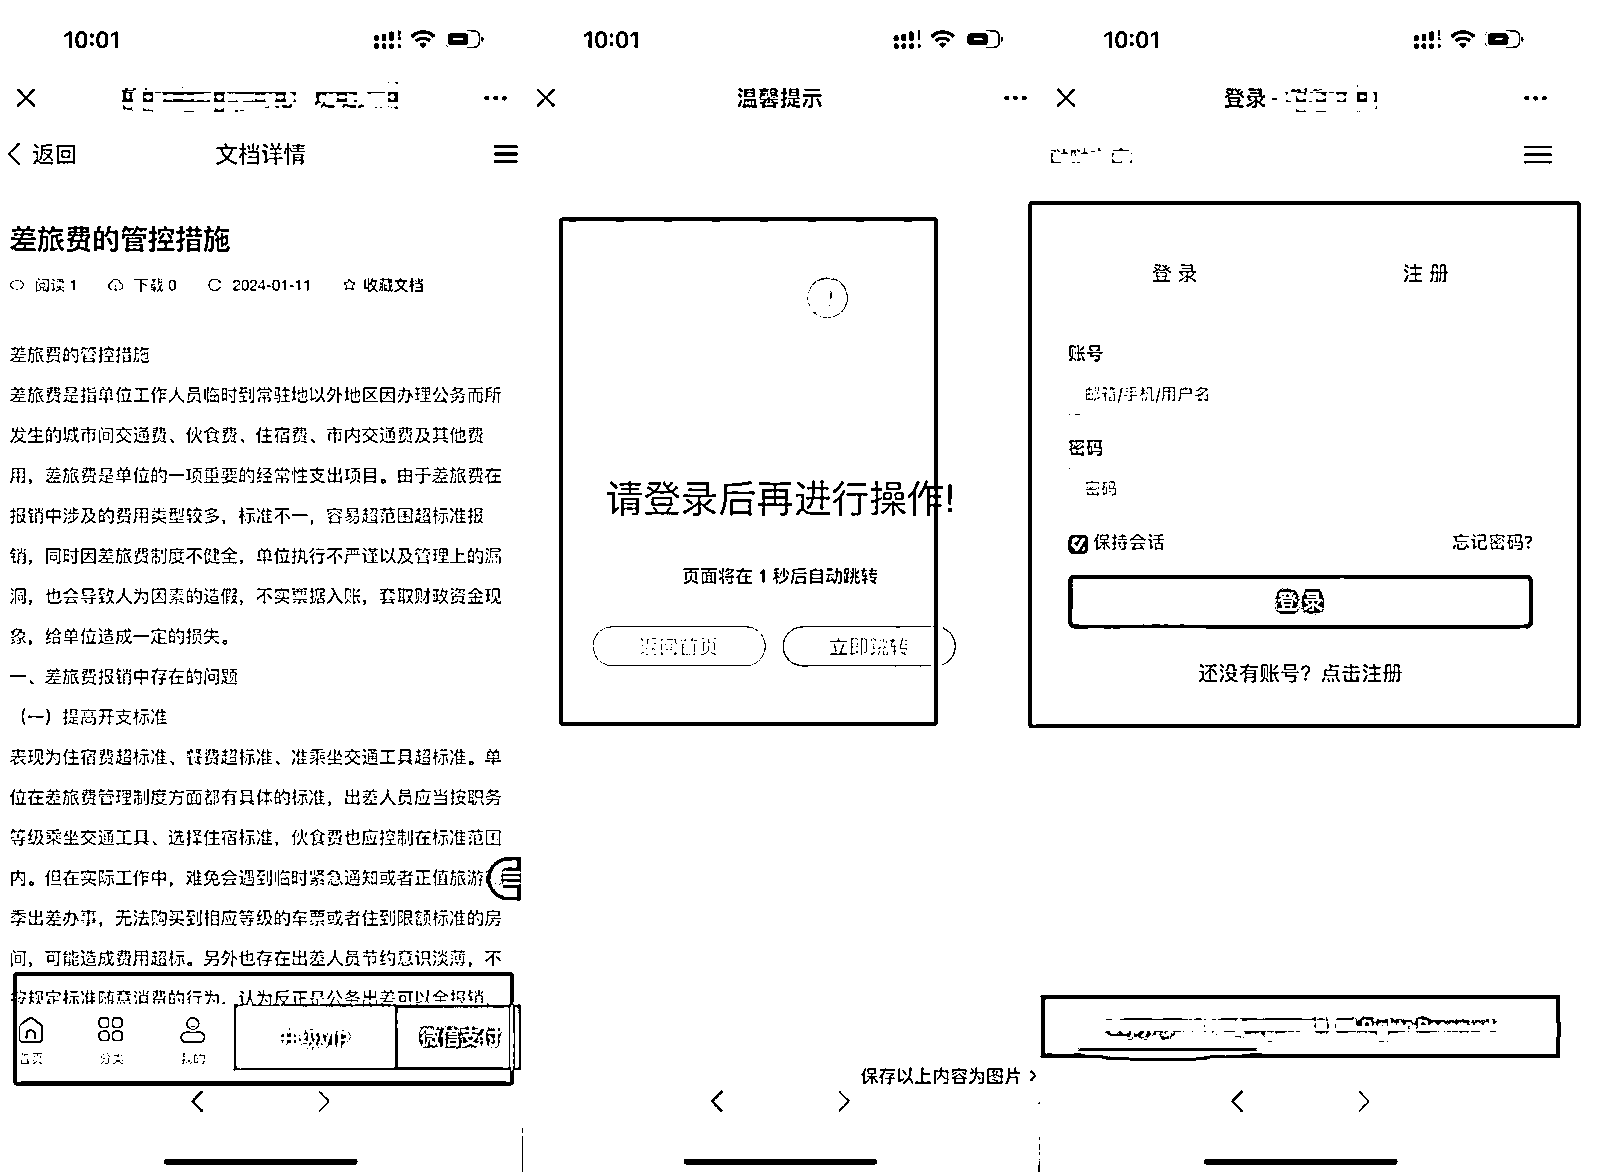 10:01
返回
文档详情
差旅费的管控措施
阅读 1 下载 0 2024-01-11 收藏文档
差旅费的管控措施
差旅费是指单位工作人员临时到常驻地以外地区因办理公务而所
发生的城市间交通费、伙食费、住宿费、市内交通费及其他费
用，差旅费是单位的一项重要的经常性支出项目。由于差旅费在
报销中涉及的费用类型较多，标准不一，容易超范围超标准报
销，同时因差旅费制度不健全，单位执行不严谨以及管理上的漏
洞，也会导致人为因素的造假，不实票据入账，套取财政资金现
象，给单位造成一定的损失。
一、差旅费报销中存在的问题
（一）提高开支标准
表现为住宿费超标准、餐费超标准、准乘坐交通工具超标准。单
位在差旅费管理制度方面都有具体的标准，出差人员应当按职务
等级乘坐交通工具、选择住宿标准，伙食费也应控制在标准范围
内。但在实际工作中，难免会遇到临时紧急通知或者正值旅游
季出差办事，无法购买到相应等级的车票或者住到限额标准的房
间，可能造成费用超标。另外也存在出差人员节约意识淡薄，不
按规定标准随意消费的行为，认为反正是公务出差可以全报销，
首页 分类 我的 VIP 微信支付
10:01
温馨提示
请登录后再进行操作!
页面将在 1 秒后自动跳转
返回首页 立即跳转
保存以上内容为图片 >
10:01
登录 -
登 录 注 册
账号
邮箱/手机/用户名
密码
密码
保持会话 忘记密码?
登录
还没有账号？点击注册